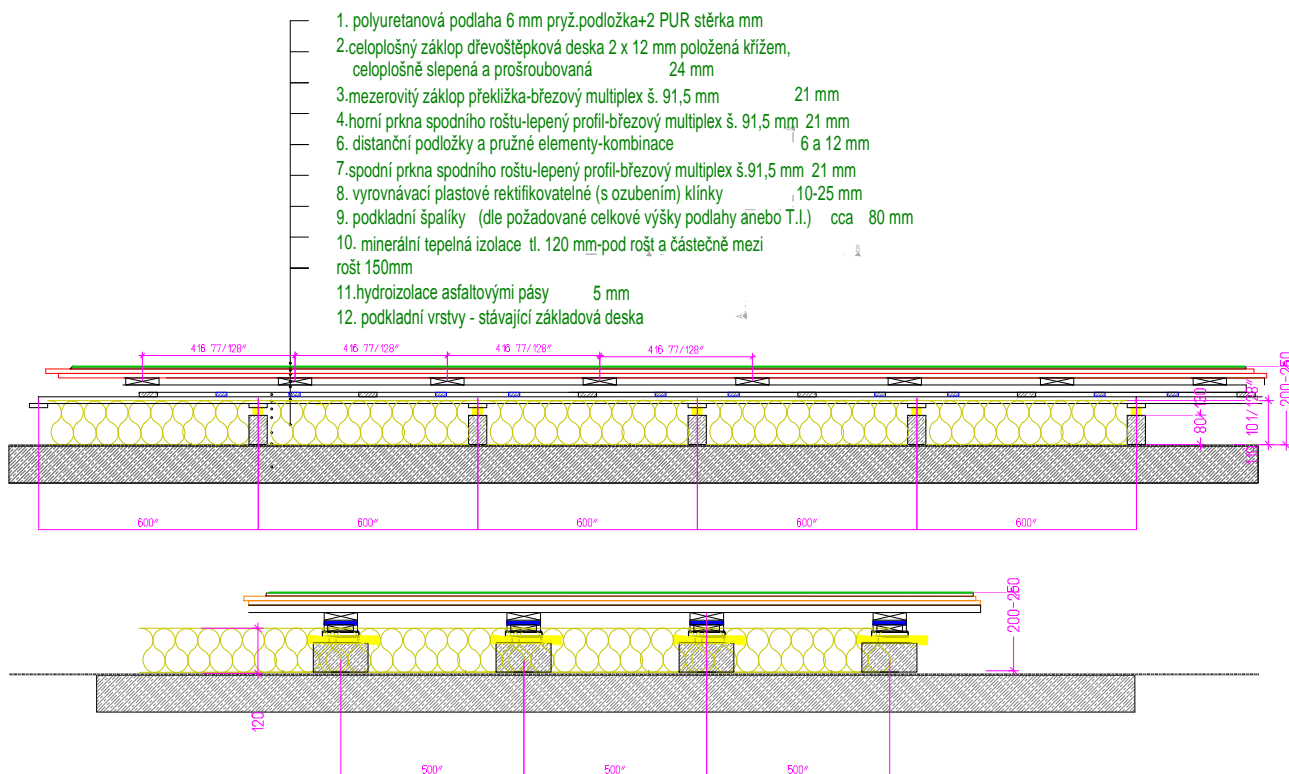 1. polyuretanová podlaha 6 mm pryž.podložka+2 PUR stěrka mm
2.celoplošný záklop dřevoštěpková deska 2 x 12 mm položená křížem,
celoplošně slepená a prošroubovaná 24 mm
3.mezerovitý záklop překližka-březový multiplex š. 91,5 mm 21 mm
4.horní prkna spodního roštu-lepený profil-březový multiplex š. 91,5 mm 21 mm
6. distanční podložky a pružné elementy-kombinace 6 a 12 mm
7.spodní prkna spodního roštu-lepený profil-březový multiplex š.91,5 mm 21 mm
8. vyrovnávací plastové rektifikovatelné (s ozubením) klínky 10-25 mm
9. podkladní špalíky (dle požadované celkové výšky podlahy anebo T.I.) cca 80 mm
10. minerální tepelná izolace tl. 120 mm-pod rošt a částečně mezi
rošt 150mm
11.hydroizolace asfaltovými pásy 5 mm
12. podkladní vrstvy - stávající základová deska
416 77/128" 416 77/128" 416 77/128" 416 77/128"
80-130
101/128"
600" 600" 600" 600" 600"
120
500" 500" 500"